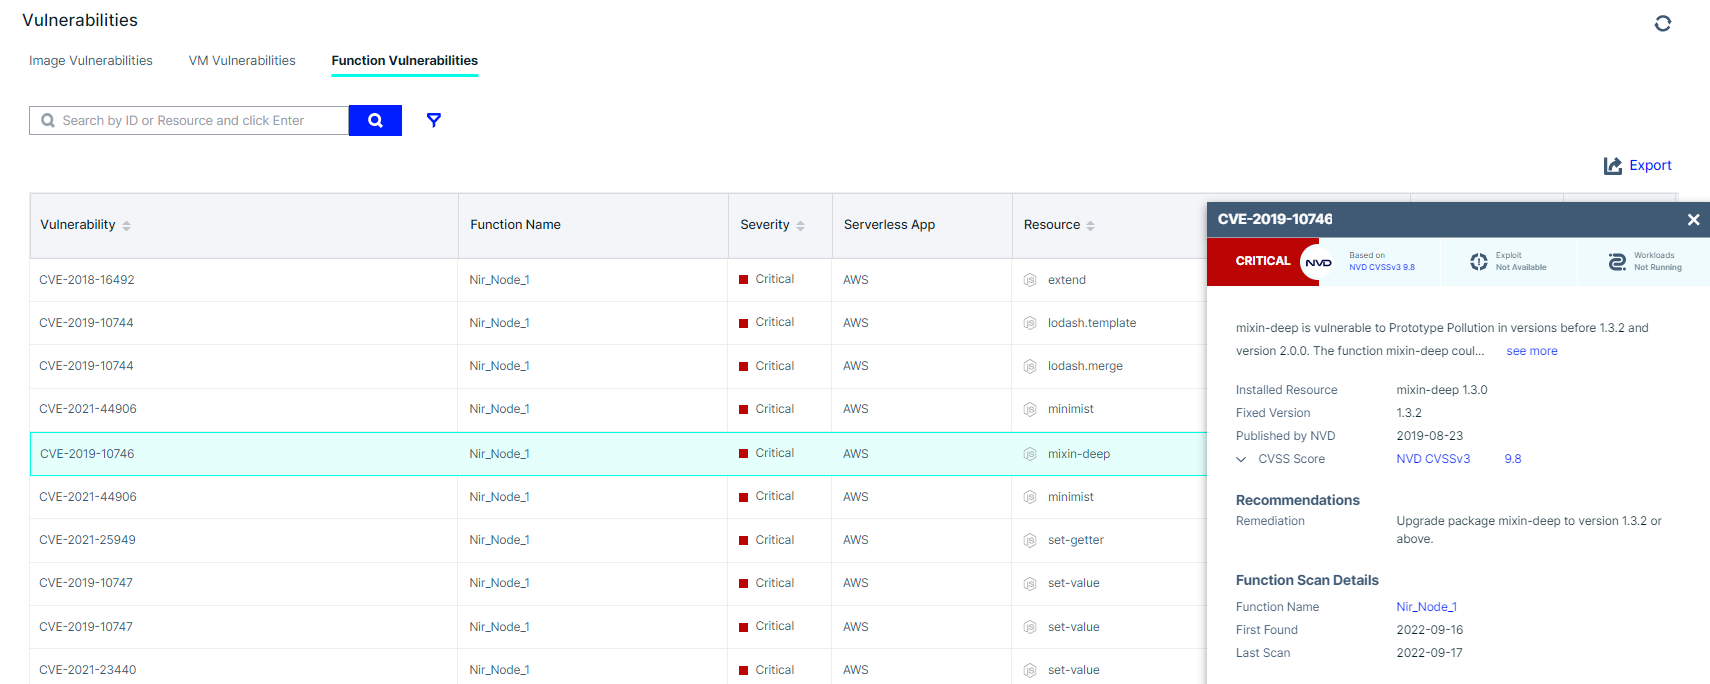 Vulnerabilities
Image Vulnerabilities VM Vulnerabilities Function Vulnerabilities
Search by ID or Resource and click Enter
Export
Vulnerability Function Name Severity Serverless App Resource
CVE-2018-16492 Nir_Node_1 Critical AWS extend
CVE-2019-10744 Nir_Node_1 Critical AWS lodash.template
CVE-2019-10744 Nir_Node_1 Critical AWS lodash.merge
CVE-2021-44906 Nir_Node_1 Critical AWS minimist
CVE-2019-10746 Nir_Node_1 Critical AWS mixin-deep
CVE-2021-44906 Nir_Node_1 Critical AWS minimist
CVE-2021-25949 Nir_Node_1 Critical AWS set-getter
CVE-2019-10747 Nir_Node_1 Critical AWS set-value
CVE-2019-10747 Nir_Node_1 Critical AWS set-value
CVE-2021-23440 Nir_Node_1 Critical AWS set-value
CVE-2019-10746
CRITICAL NVD
Based on
NVD CVSSv3 9.8
Exploit
Not Available
Workloads
Not Running
mixin-deep is vulnerable to Prototype Pollution in versions before 1.3.2 and
version 2.0.0. The function mixin-deep coul... see more
Installed Resource mixin-deep 1.3.0
Fixed Version 1.3.2
Published by NVD 2019-08-23
CVSS Score NVD CVSSv3 9.8
Recommendations
Remediation Upgrade package mixin-deep to version 1.3.2 or
above.
Function Scan Details
Function Name Nir_Node_1
First Found 2022-09-16
Last Scan 2022-09-17